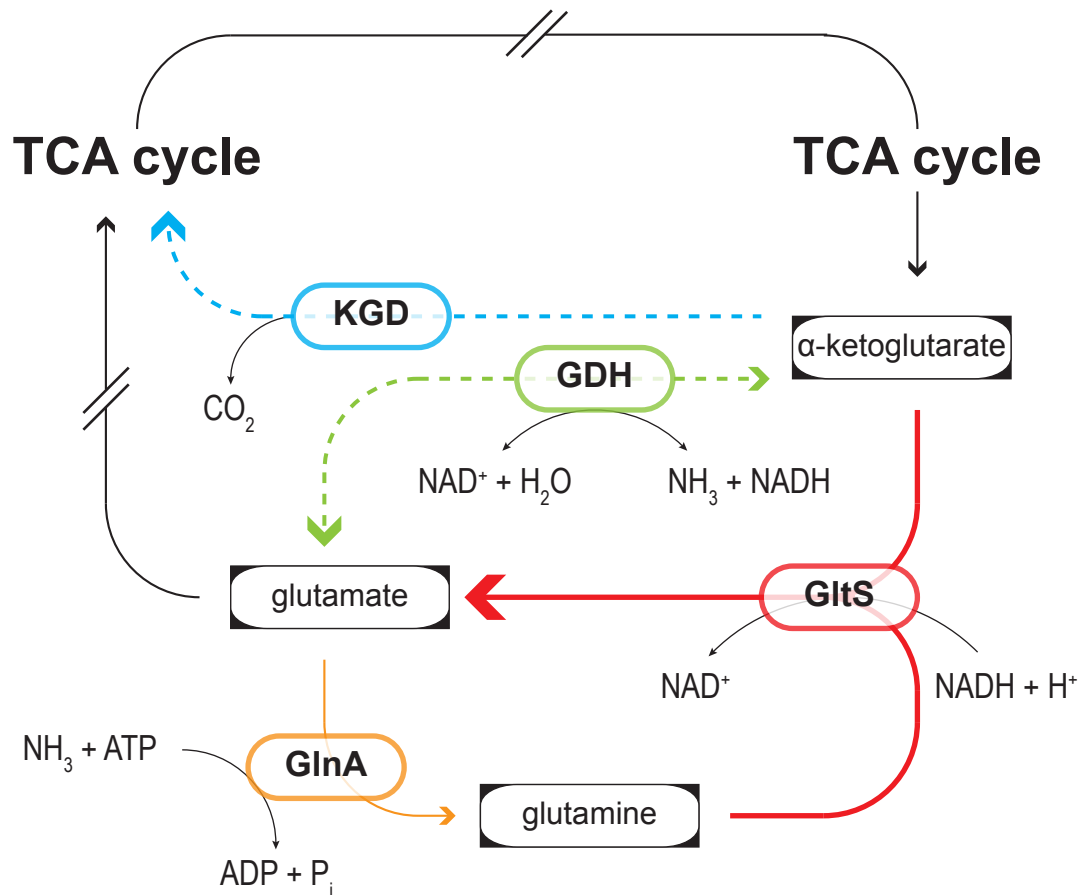 TCA cycle
TCA cycle
KGD
α-ketoglutarate
GDH
CO₂
NAD⁺ + H₂O
NH₃ + NADH
glutamate
GltS
NAD⁺
NADH + H⁺
NH₃ + ATP
GlnA
glutamine
ADP + Pᵢ